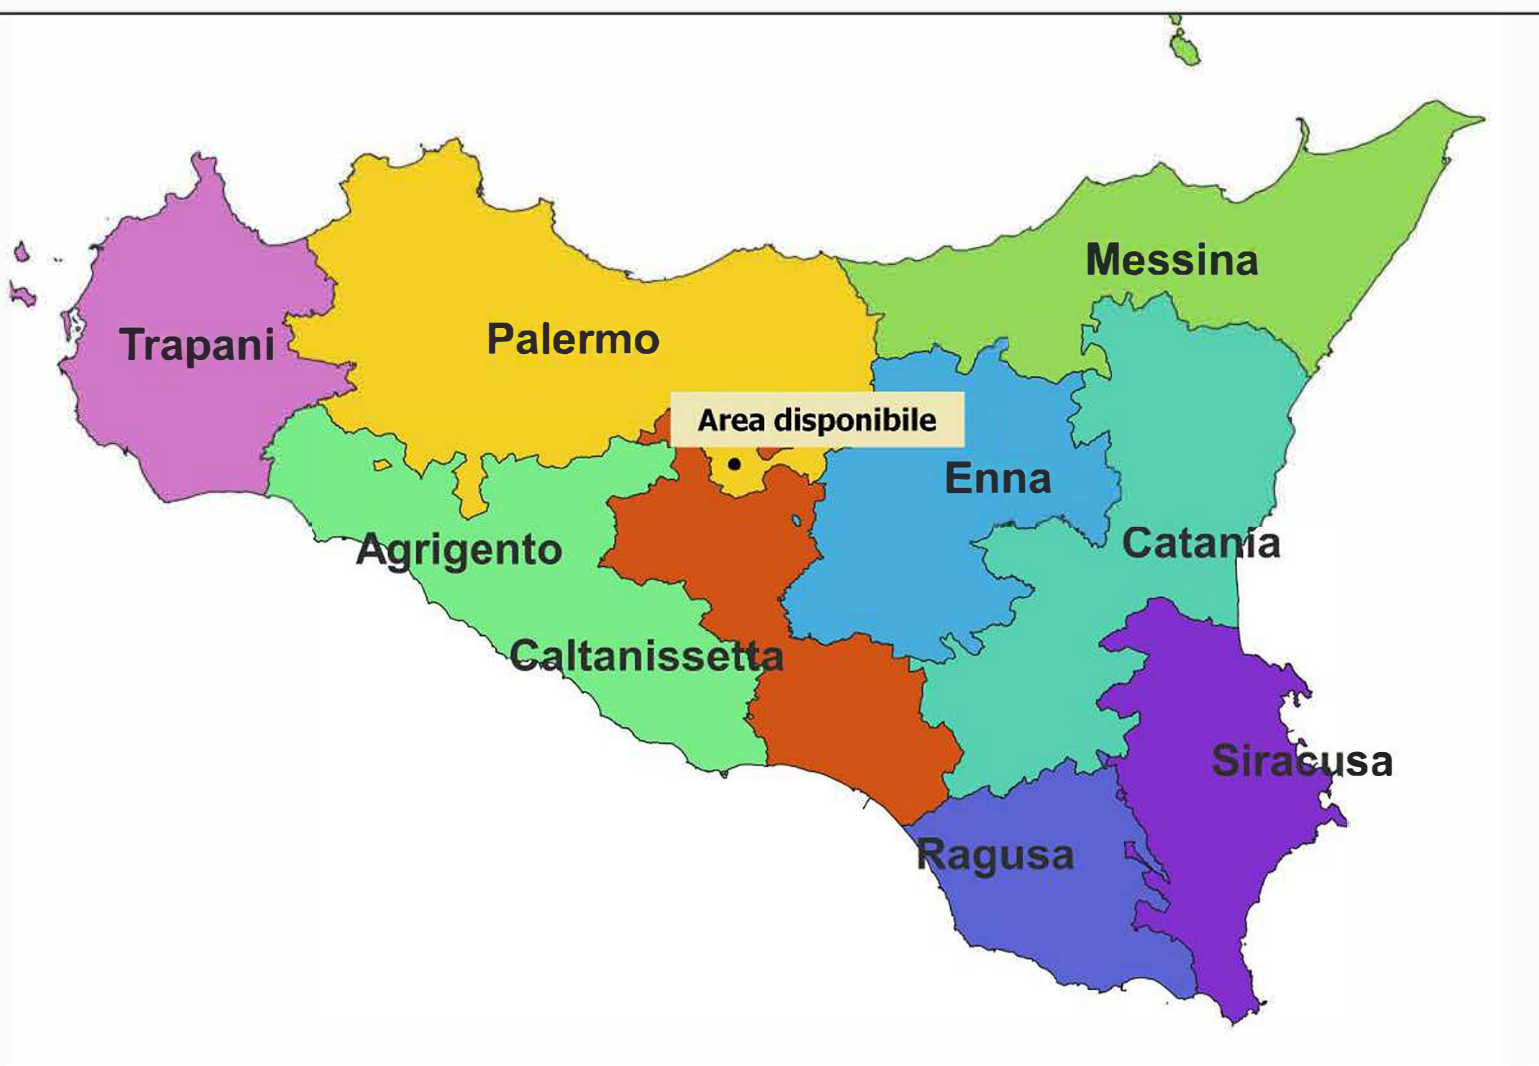 Messina
Trapani
Palermo
Area disponibile
Enna
Agrigento
Catania
Caltanissetta
Siracusa
Ragusa